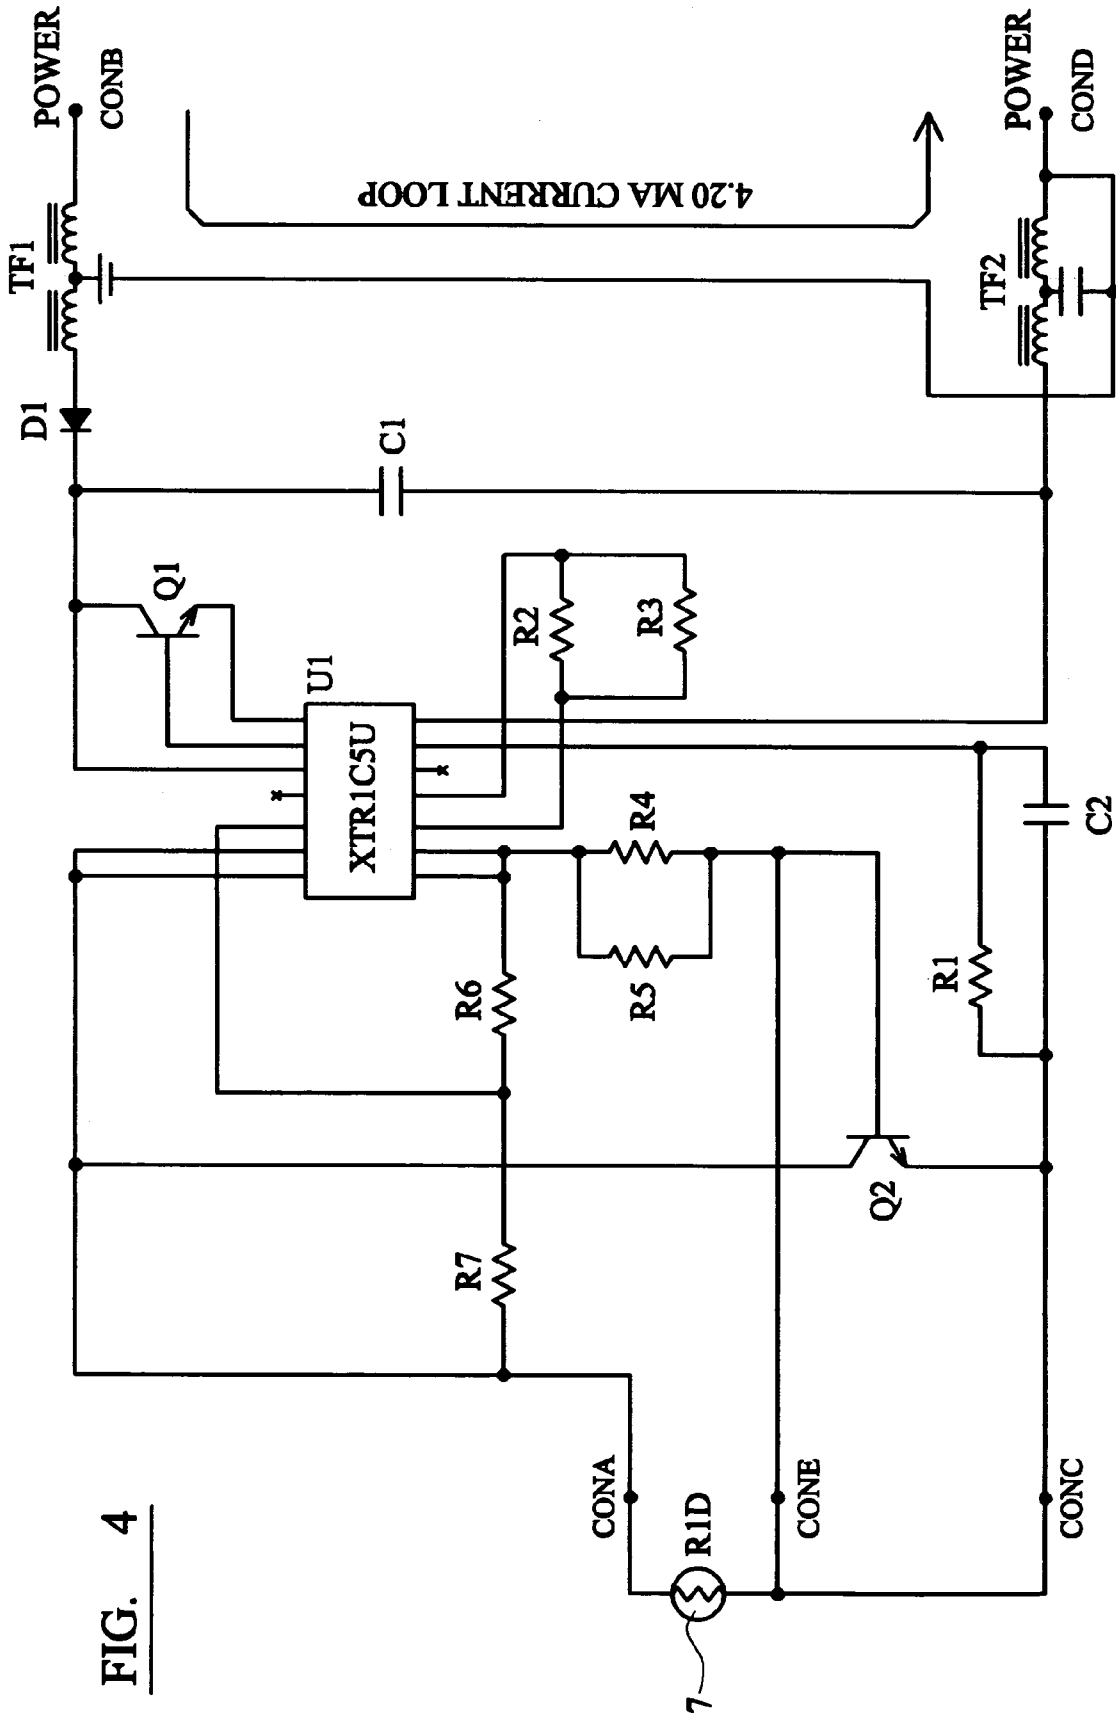 FIG. 4
POWER
CONB
TF1
D1
C1
Q1
U1
XTR1C5U
4.20 MA CURRENT LOOP
POWER
COND
TF2
R2
R3
R4
R5
R6
R7
R1
C2
Q2
CONA
R1D
7
CONE
CONC